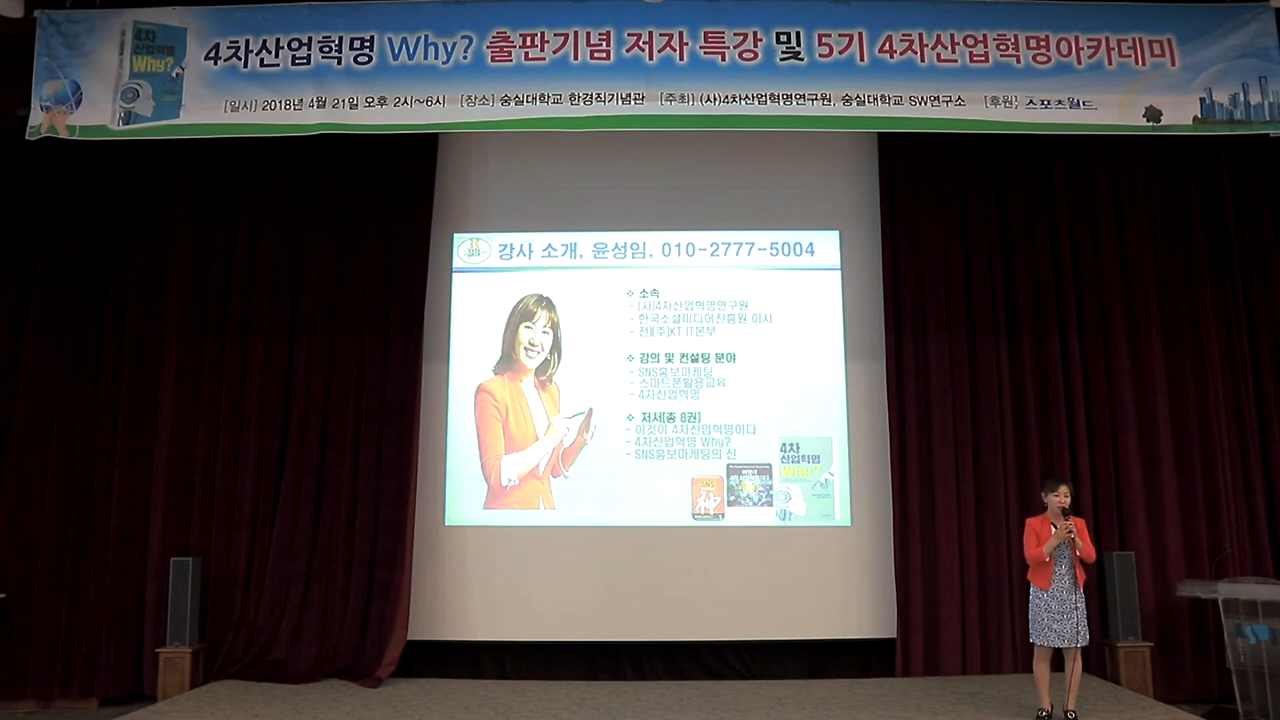 4차산업혁명 Why? 출판기념 저자 특강 및 5기 4차산업혁명아카데미
[일시] 2018년 4월 21일 오후 2시~6시 [장소] 숭실대학교 한경직기념관 [주최] (사)4차산업혁명연구원, 숭실대학교 SW연구소 [후원] 스포츠월드
4차
산업혁명
Why?
강사 소개, 윤성임, 010-2777-5004
❖ 소속
- (사)4차산업혁명연구원
- 한국소셜미디어진흥원 이사
- 전)(주)KT IT본부
❖ 강의 및 컨설팅 분야
- SNS홍보마케팅
- 스마트폰활용교육
- 4차산업혁명
❖ 저서[총 8권]
- 이것이 4차산업혁명이다
- 4차산업혁명 Why?
- SNS홍보마케팅의 신
SNS
神
4차
산업혁명
Why?